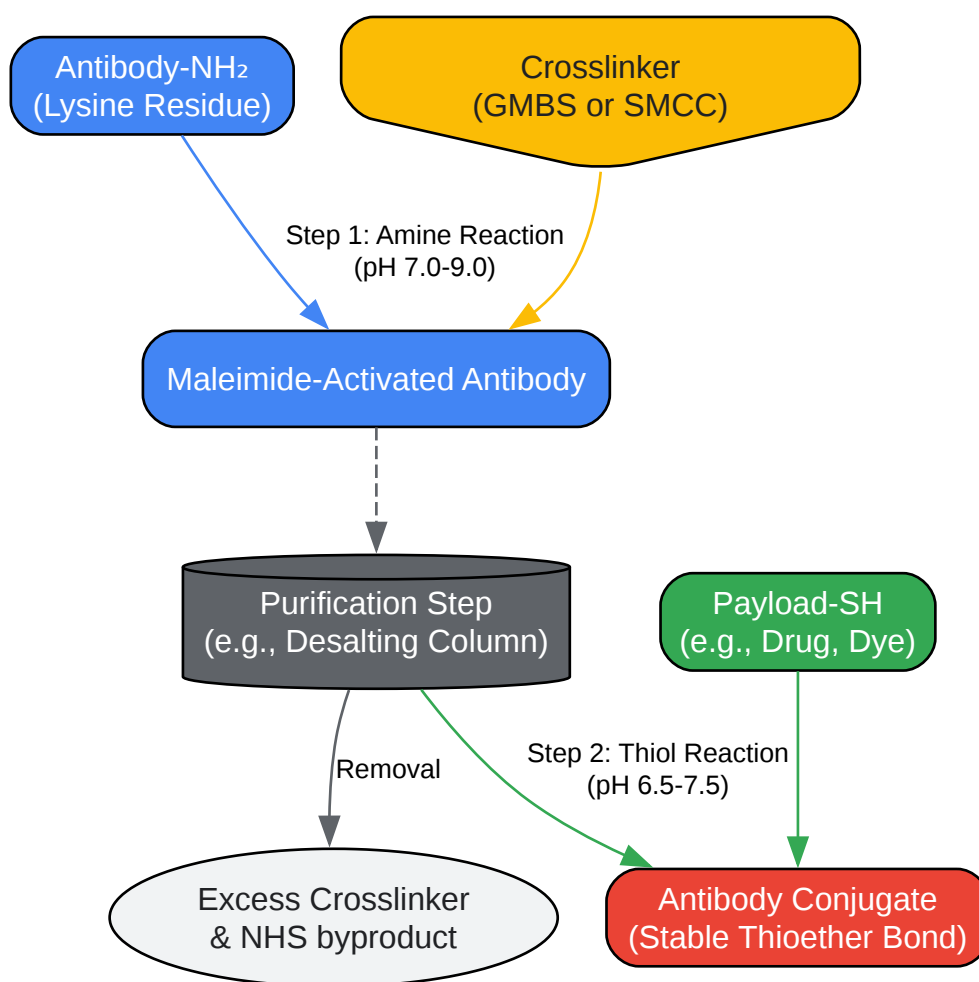 Antibody-NH₂
(Lysine Residue)
Crosslinker
(GMBS or SMCC)
Step 1: Amine Reaction
(pH 7.0-9.0)
Maleimide-Activated Antibody
Purification Step
(e.g., Desalting Column)
Payload-SH
(e.g., Drug, Dye)
Removal
Step 2: Thiol Reaction
(pH 6.5-7.5)
Excess Crosslinker
& NHS byproduct
Antibody Conjugate
(Stable Thioether Bond)